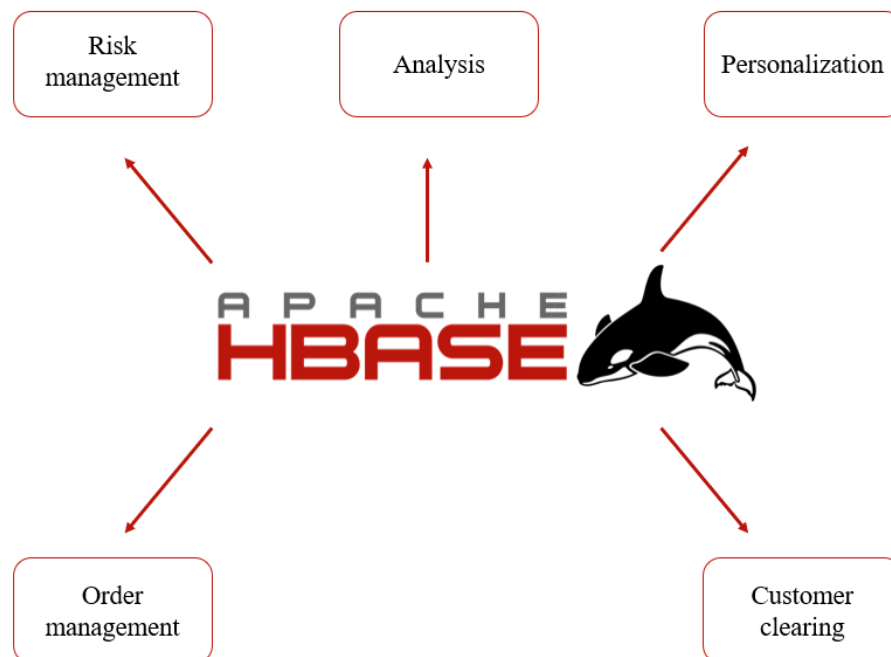 Risk
management
Analysis
Personalization
APACHE
HBASE
Order
management
Customer
clearing